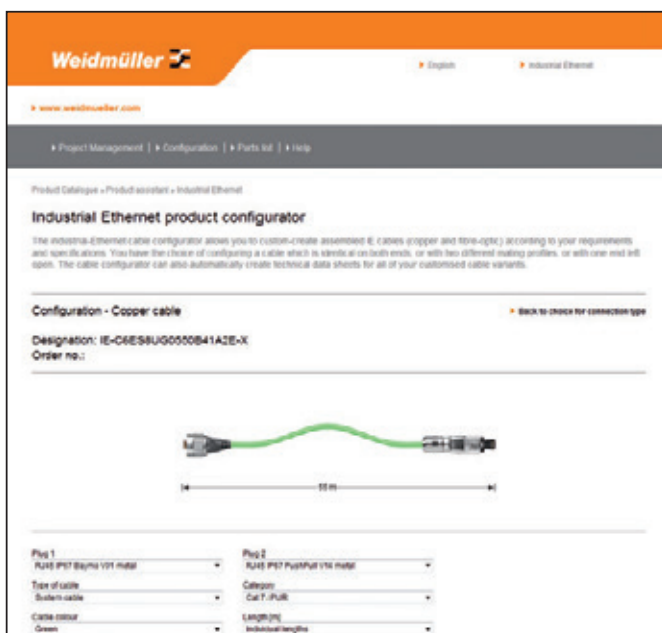 Weidmüller
English
Industrial Ethernet
www.weidmueller.com
Project Management | Configuration | Parts list | Help
Product Catalogue » Product assistant » Industrial Ethernet
Industrial Ethernet product configurator
The industrial-Ethernet cable configurator allows you to custom-create assembled IE cables (copper and fibre-optic) according to your requirements
and specifications. You have the choice of configuring a cable which is identical on both ends, or with two different mating profiles, or with one end left
open. The cable configurator can also automatically create technical data sheets for all of your customised cable variants.
Configuration - Copper cable
Back to choice for connection type
Designation: IE-C6ES8UG0550B41A2E-X
Order no.:
55 m
Plug 1
Plug 2
RJ45 IP67 Bayno V01 metal
RJ45 IP67 PushPull V14 metal
Type of cable
Category
System cable
Cat.7 / PUR
Cable colour
Length [m]
Green
Individual lengths